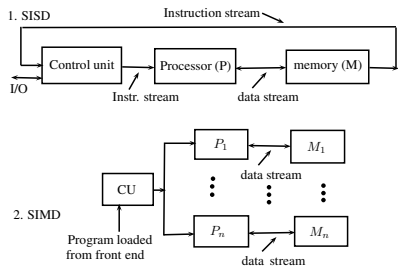 Instruction stream
1. SISD
Control unit
Processor (P)
memory (M)
I/O
Instr. stream
data stream
P₁
M₁
data stream
CU
2. SIMD
Pₙ
Mₙ
Program loaded
from front end
data stream